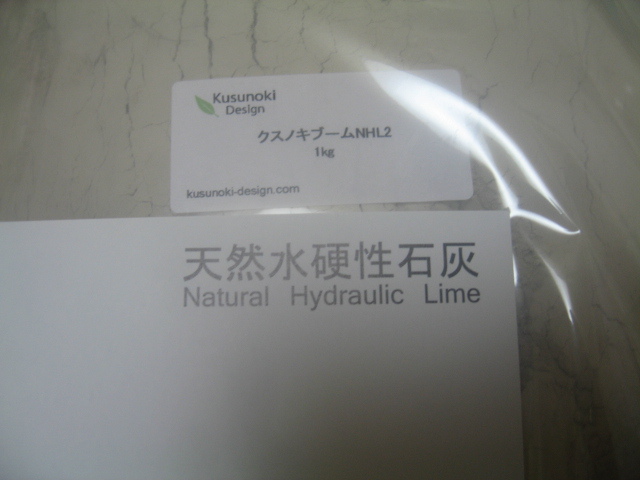 Kusunoki
Design
クスノキブームNHL2
1kg
kusunoki-design.com
天然水硬性石灰
Natural Hydraulic Lime